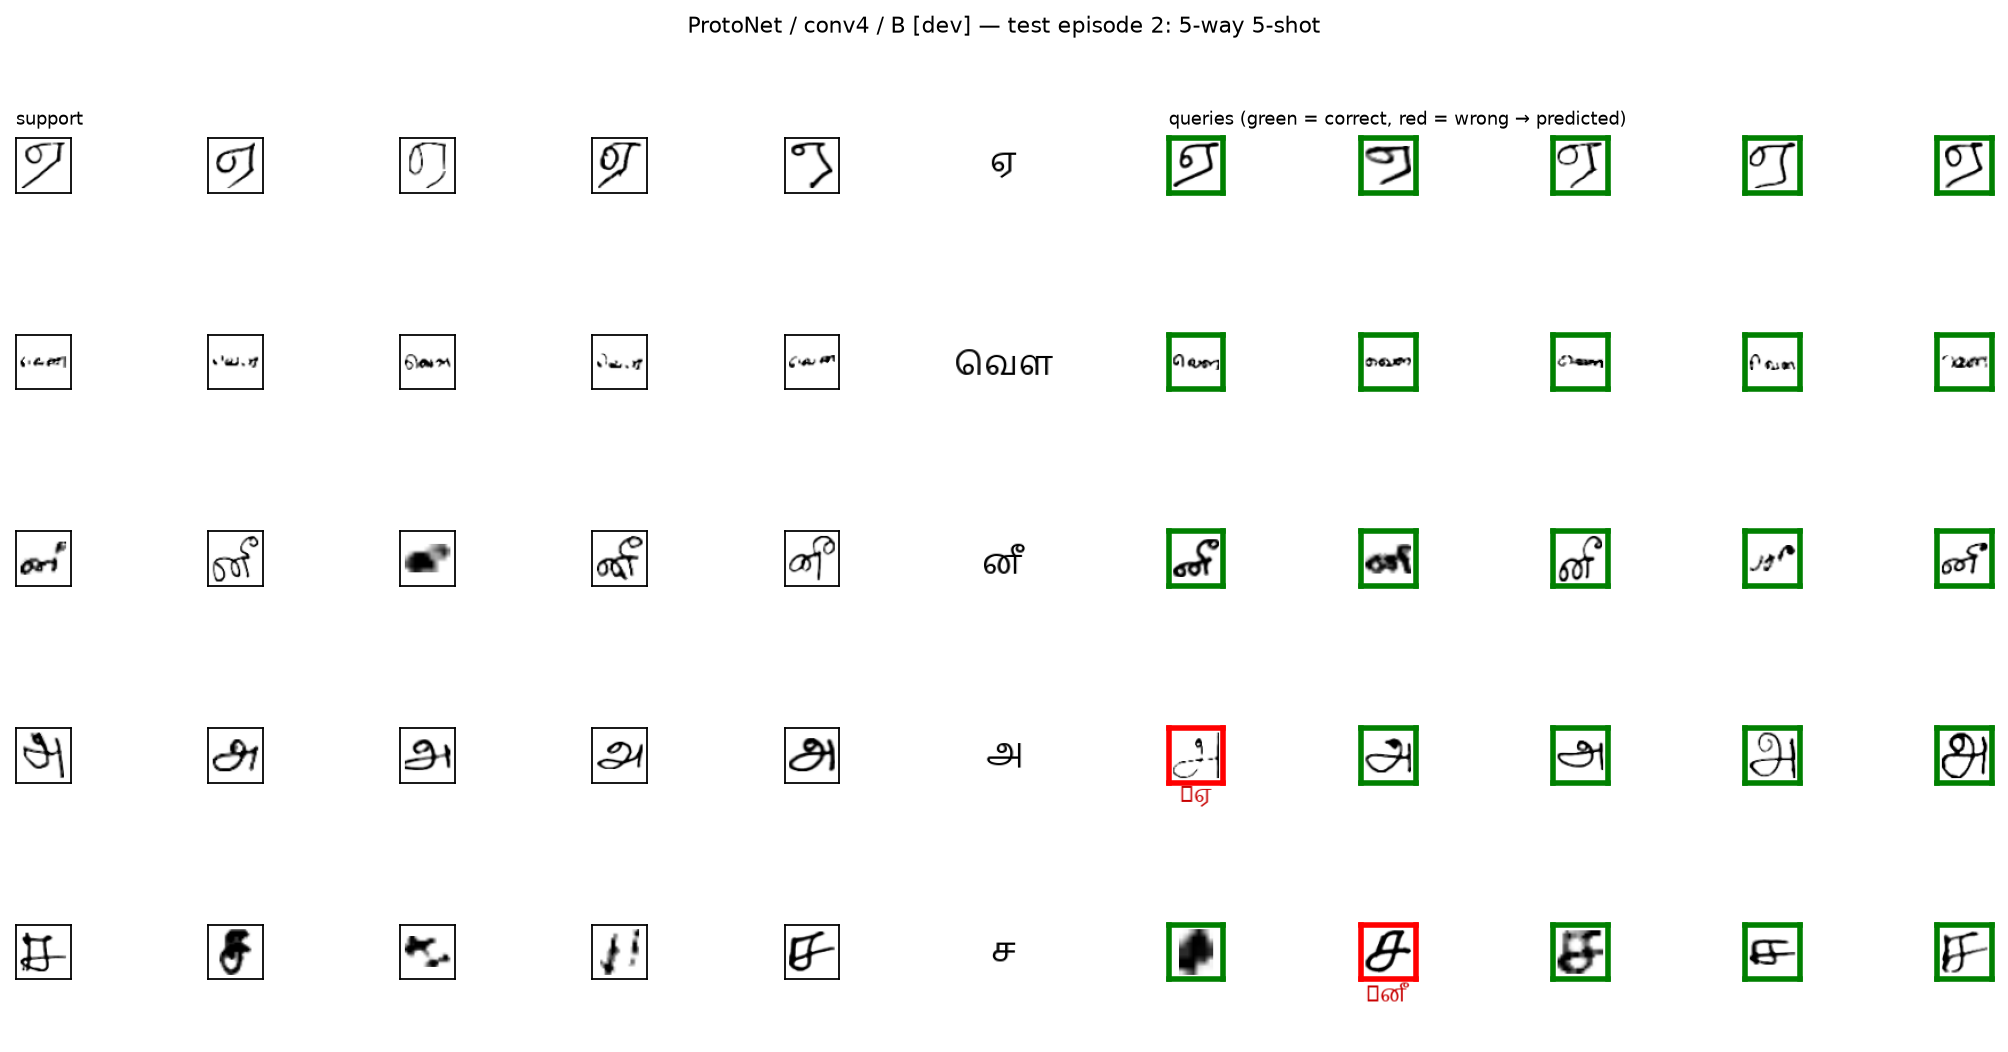 ProtoNet / conv4 / B [dev] — test episode 2: 5-way 5-shot
support
queries (green = correct, red = wrong → predicted)
ஏ ஏ ஏ ஏ ஏ ஏ ஏ ஏ ஏ ஏ ஏ
வௌ வௌ வௌ வௌ வௌ வௌ
னீ னீ னீ னீ னீ னீ னீ னீ
அ அ அ அ அ அ அ அ அ அ அ
ஏ
ச ச ச ச ச ச ச ச
னீ